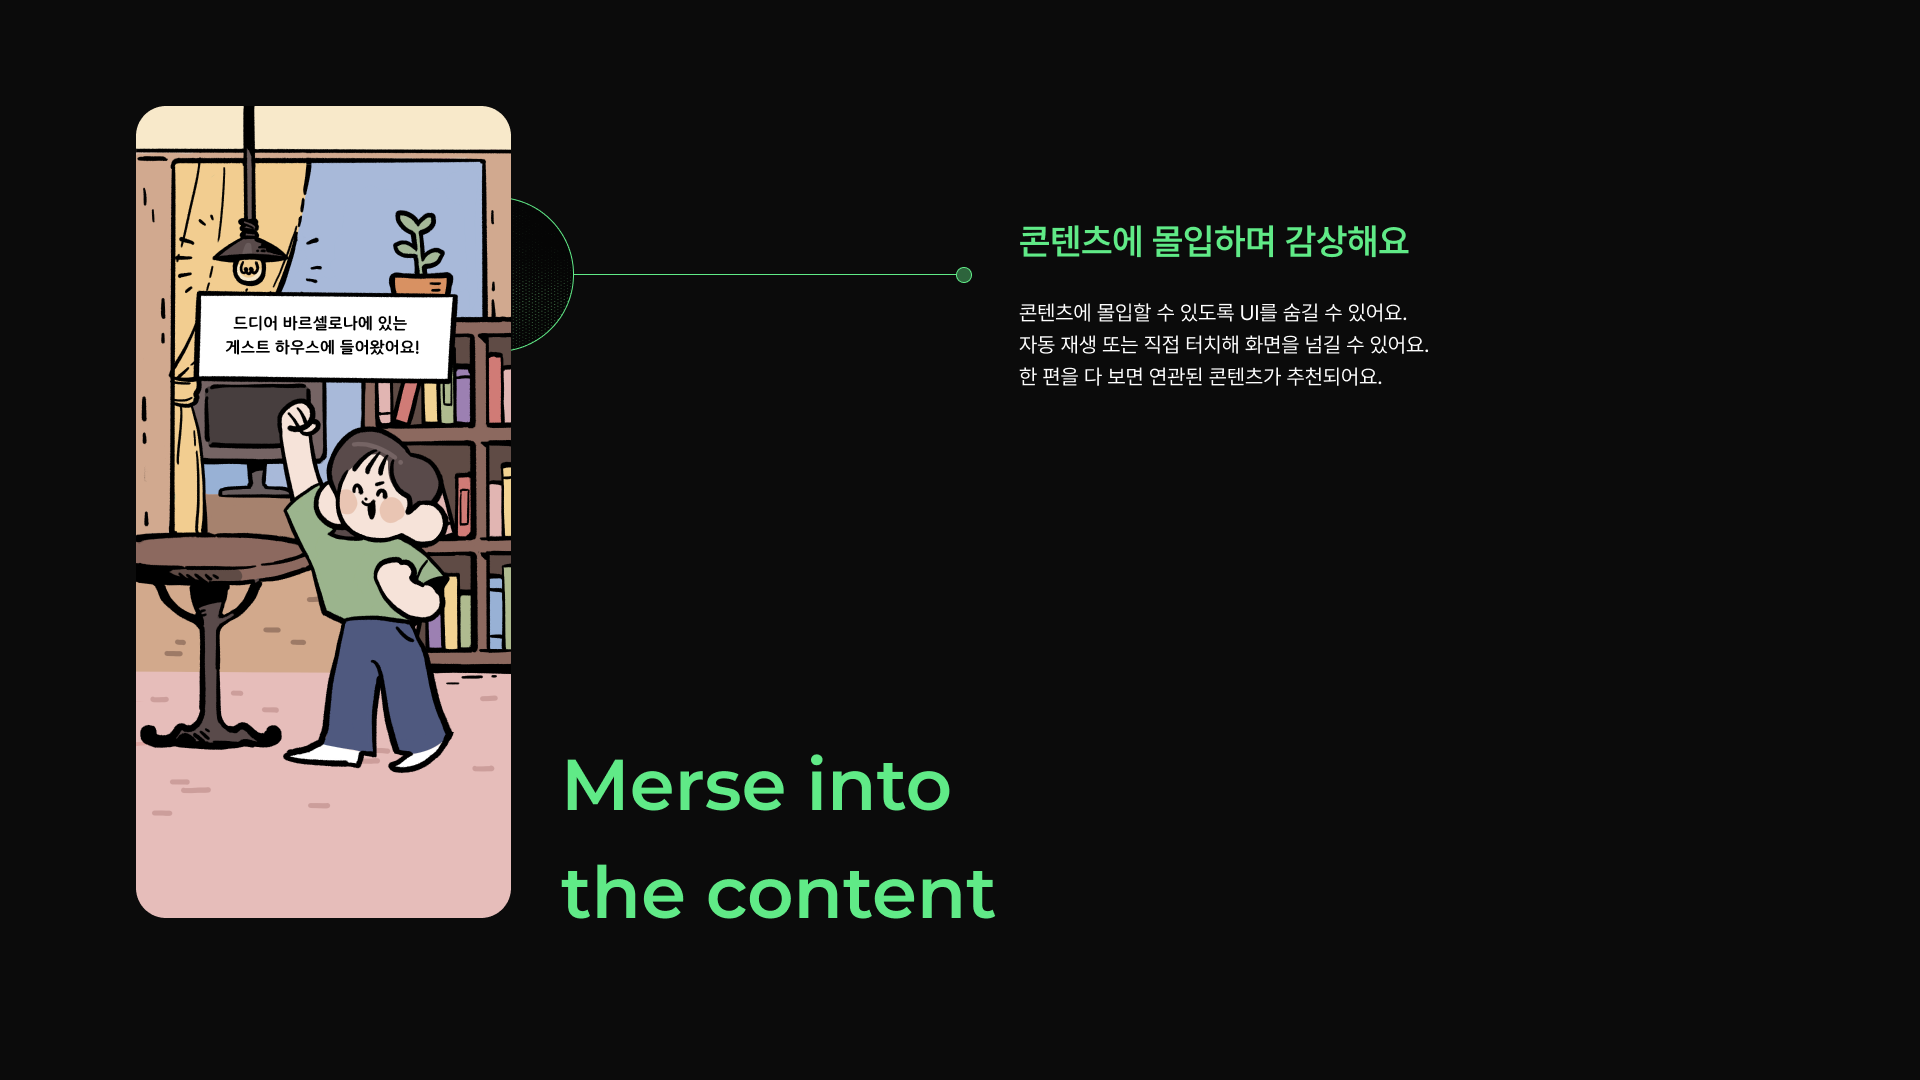 드디어 바르셀로나에 있는
게스트 하우스에 들어왔어요!
콘텐츠에 몰입하며 감상해요
콘텐츠에 몰입할 수 있도록 UI를 숨길 수 있어요.
자동 재생 또는 직접 터치해 화면을 넘길 수 있어요.
한 편을 다 보면 연관된 콘텐츠가 추천되어요.
Merse into
the content